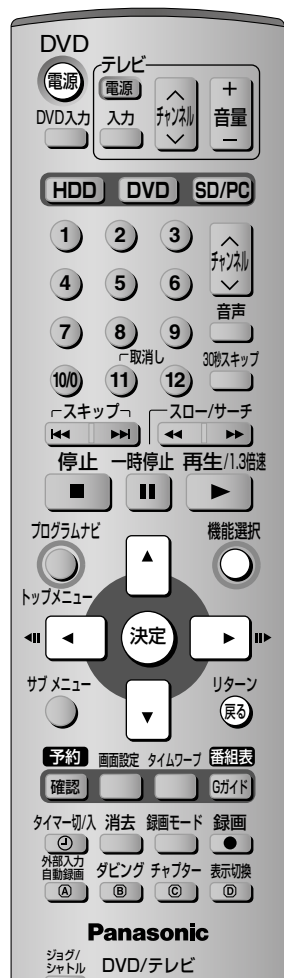 DVD
テレビ
電源
電源
DVD入力
入力
チャンネル
+
音量
−
HDD DVD SD/PC
1 2 3
チャンネル
4 5 6
音声
7 8 9
取消し
30秒スキップ
10/0 11 12
スキップ
スロー/サーチ
停止 一時停止 再生/1.3倍速
プログラムナビ
機能選択
トップメニュー
決定
サブ メニュー
リターン
戻る
予約 画面設定 タイムワープ 番組表
確認
Gガイド
タイマー切/入 消去 録画モード 録画
外部入力
自動録画
ダビング チャプター 表示切換
A B C D
Panasonic
ジョグ/
シャトル
DVD/テレビ